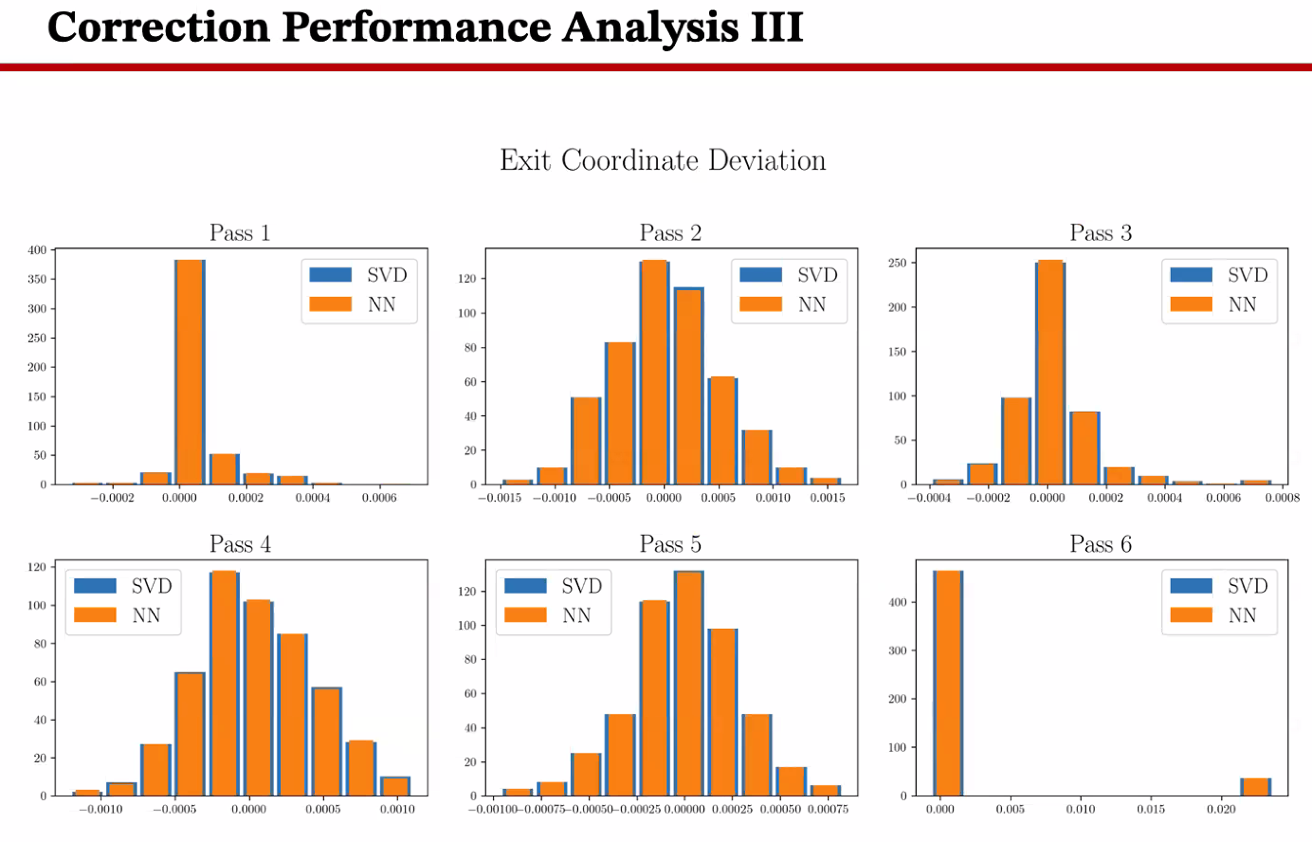 Correction Performance Analysis III
Exit Coordinate Deviation
Pass 1
400
350
300
250
200
150
100
50
0
SVD
NN
−0.0002 0.0000 0.0002 0.0004 0.0006
Pass 2
120
100
80
60
40
20
0
SVD
NN
−0.0015 −0.0010 −0.0005 0.0000 0.0005 0.0010 0.0015
Pass 3
250
200
150
100
50
0
SVD
NN
−0.0004 −0.0002 0.0000 0.0002 0.0004 0.0006 0.0008
Pass 4
120
100
80
60
40
20
0
SVD
NN
−0.0010 −0.0005 0.0000 0.0005 0.0010
Pass 5
120
100
80
60
40
20
0
SVD
NN
−0.00100 −0.00075 −0.00050 −0.00025 0.00000 0.00025 0.00050 0.00075
Pass 6
400
300
200
100
0
SVD
NN
0.000 0.005 0.010 0.015 0.020